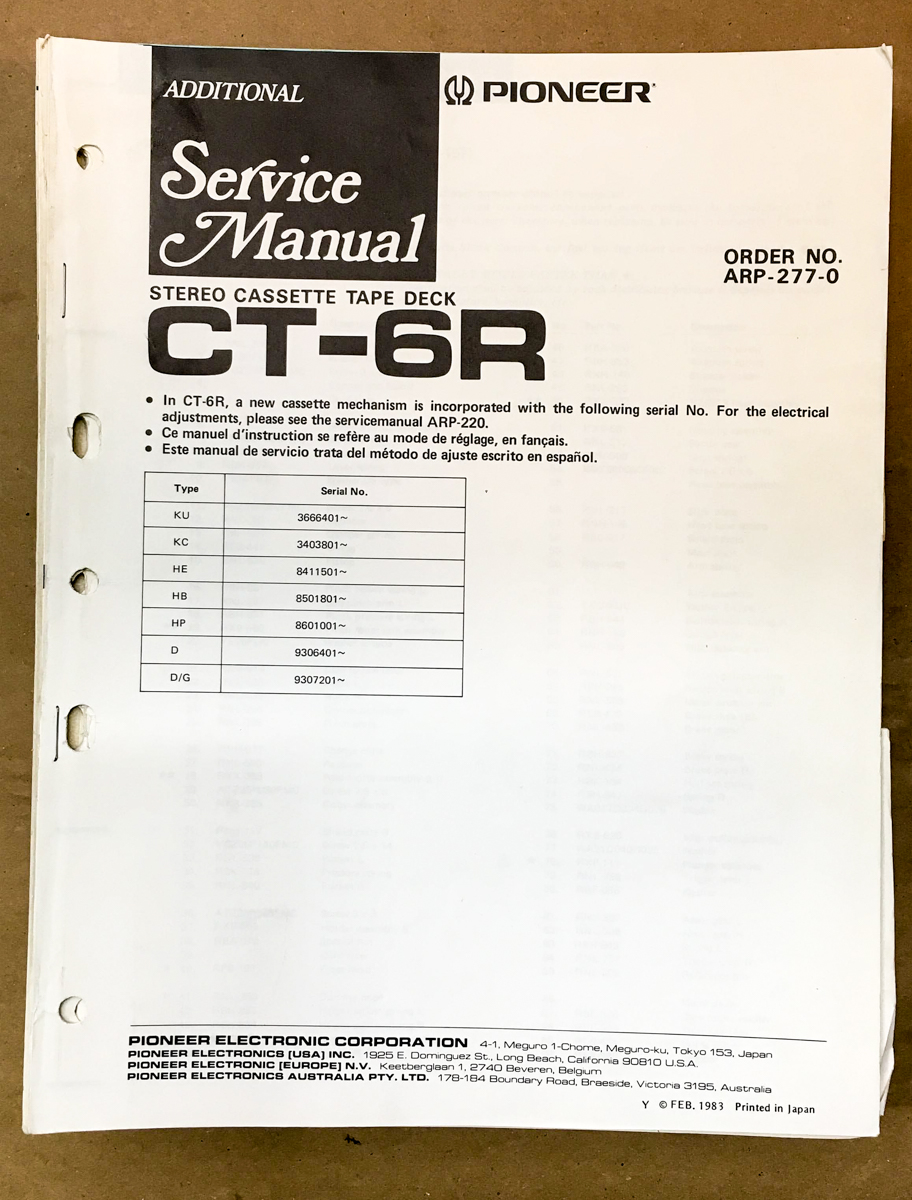 ADDITIONAL
Service
Manual
PIONEER®
ORDER NO.
ARP-277-0
STEREO CASSETTE TAPE DECK
CT-6R
• In CT-6R, a new cassette mechanism is incorporated with the following serial No. For the electrical
adjustments, please see the servicemanual ARP-220.
• Ce manuel d'instruction se refère au mode de réglage, en fançais.
• Este manual de servicio trata del método de ajuste escrito en español.
Type Serial No.
KU 3666401~
KC 3403801~
HE 8411501~
HB 8501801~
HP 8601001~
D 9306401~
D/G 9307201~
PIONEER ELECTRONIC CORPORATION 4-1, Meguro 1-Chome, Meguro-ku, Tokyo 153, Japan
PIONEER ELECTRONICS [USA] INC. 1925 E. Dominguez St., Long Beach, California 90810 U.S.A.
PIONEER ELECTRONIC [EUROPE] N.V. Keetberglaan 1, 2740 Beveren, Belgium
PIONEER ELECTRONICS AUSTRALIA PTY. LTD. 178-184 Boundary Road, Braeside, Victoria 3195, Australia
Y © FEB. 1983 Printed in Japan